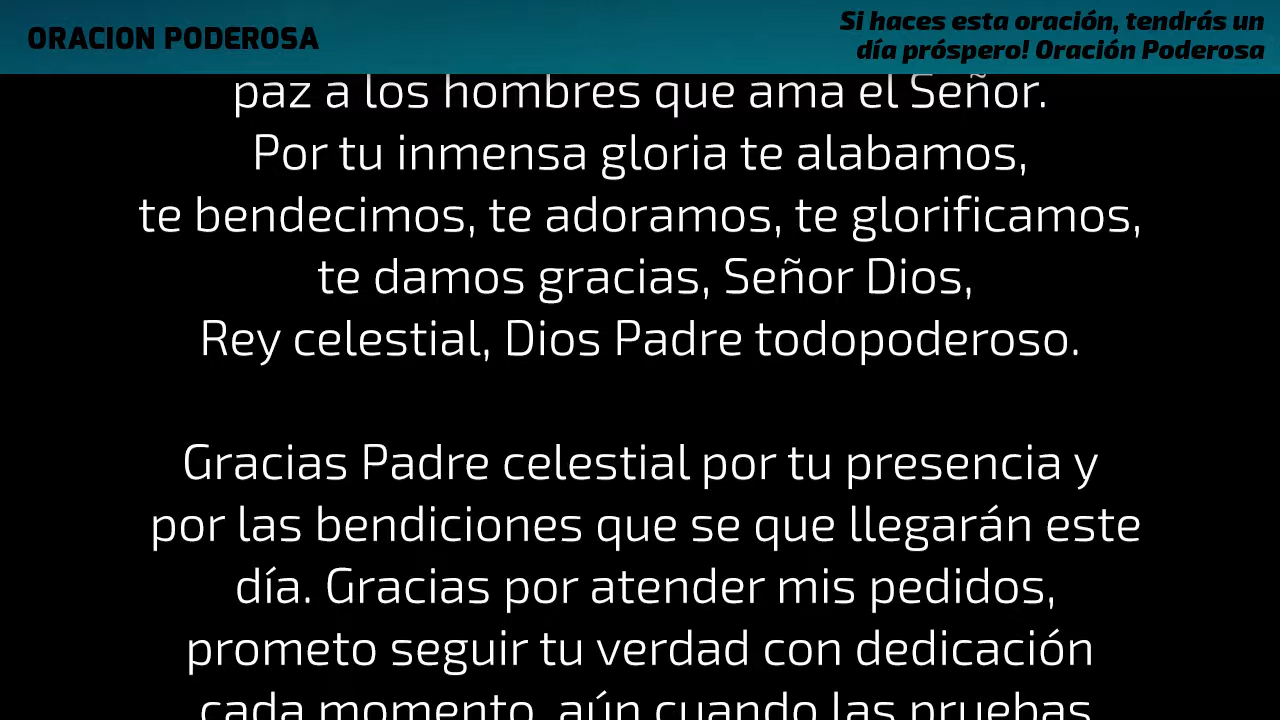 ORACION PODEROSA
Si haces esta oración, tendrás un
día próspero! Oración Poderosa
paz a los hombres que ama el Señor.
Por tu inmensa gloria te alabamos,
te bendecimos, te adoramos, te glorificamos,
te damos gracias, Señor Dios,
Rey celestial, Dios Padre todopoderoso.
Gracias Padre celestial por tu presencia y
por las bendiciones que se que llegarán este
día. Gracias por atender mis pedidos,
prometo seguir tu verdad con dedicación
cada momento, aún cuando las pruebas